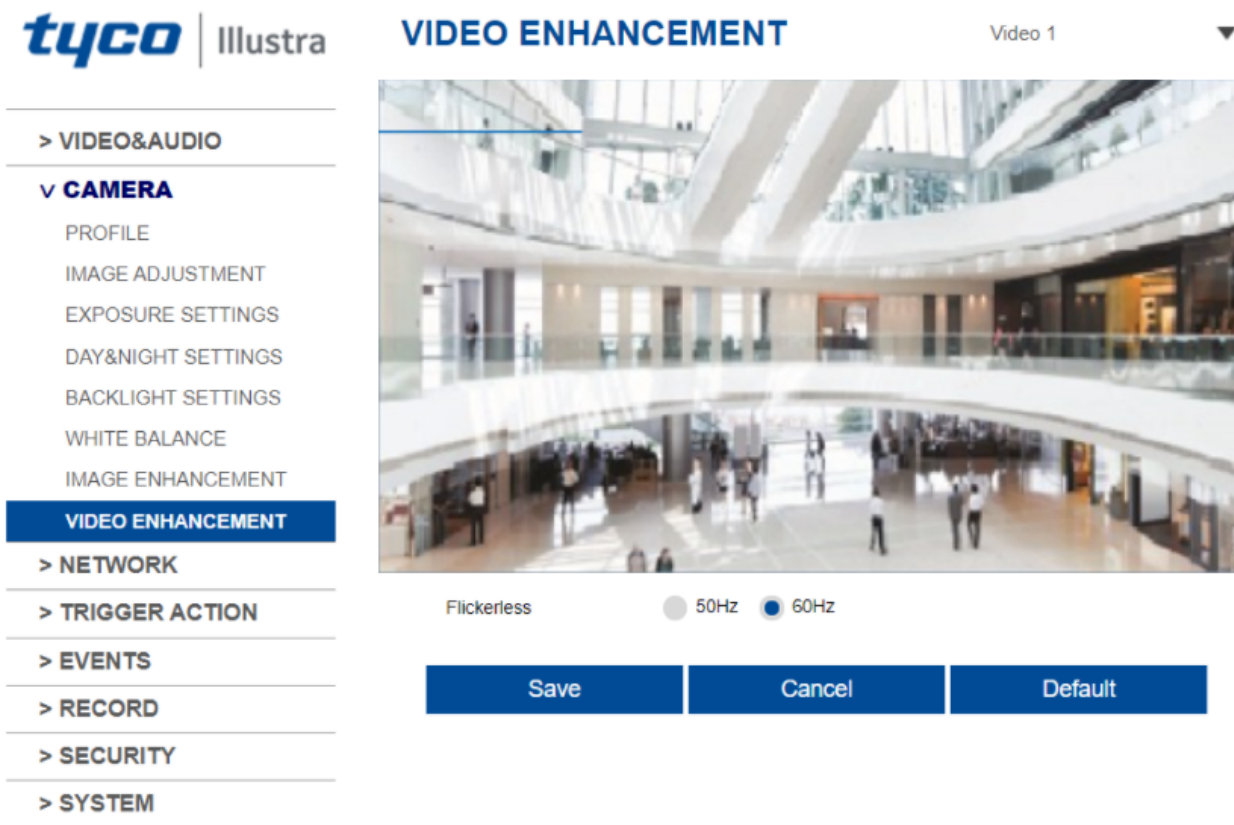 tyco | Illustra
VIDEO ENHANCEMENT
Video 1
> VIDEO&AUDIO
v CAMERA
PROFILE
IMAGE ADJUSTMENT
EXPOSURE SETTINGS
DAY&NIGHT SETTINGS
BACKLIGHT SETTINGS
WHITE BALANCE
IMAGE ENHANCEMENT
VIDEO ENHANCEMENT
> NETWORK
> TRIGGER ACTION
> EVENTS
> RECORD
> SECURITY
> SYSTEM
Flickerless 50Hz 60Hz
Save Cancel Default